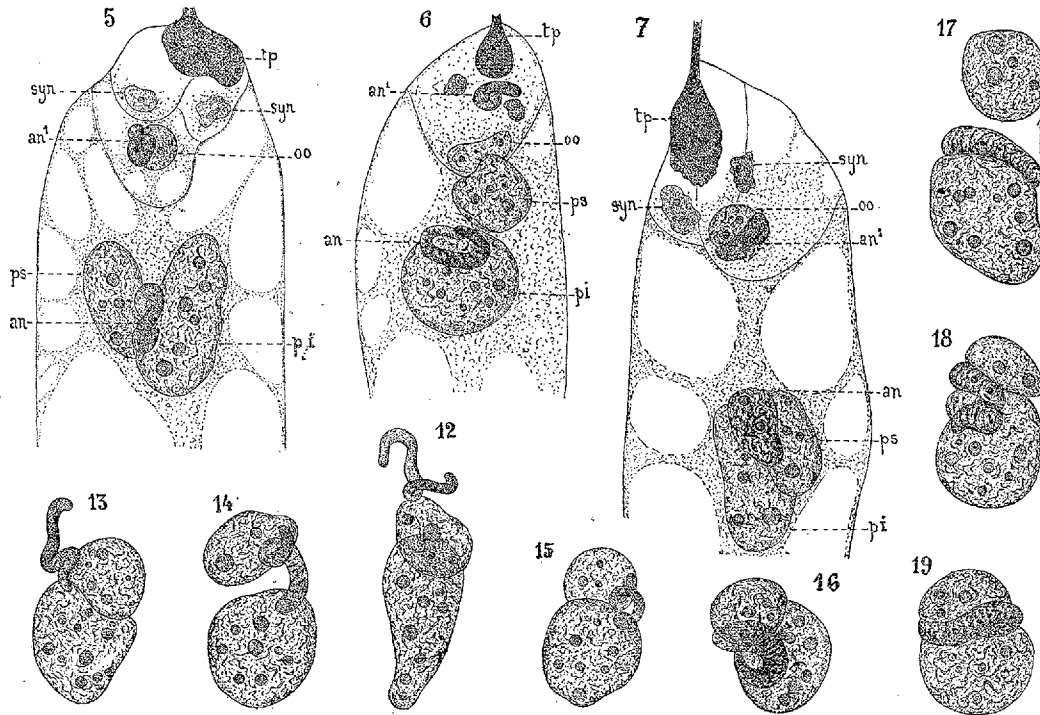 5
tp
syn
syn
an¹
oo
ps
an
pi
6
tp
an¹
oo
ps
an
pi
7
tp
syn
syn
oo
an¹
an
ps
pi
17
18
12
13
14
15
16
19